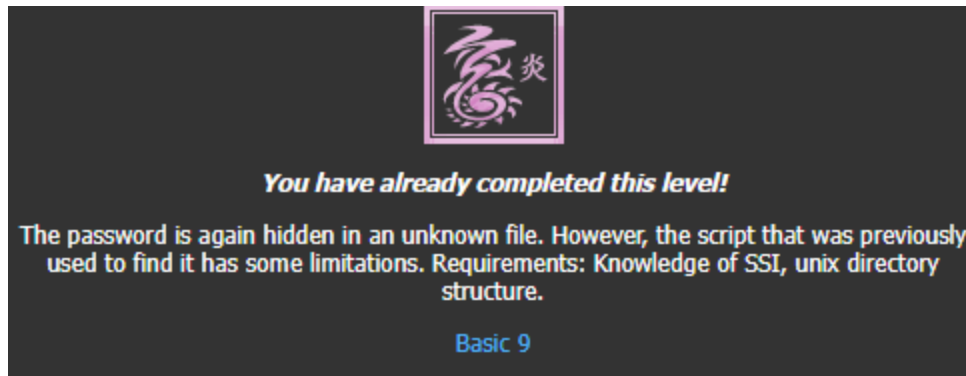 炎
You have already completed this level!
The password is again hidden in an unknown file. However, the script that was previously
used to find it has some limitations. Requirements: Knowledge of SSI, unix directory
structure.
Basic 9